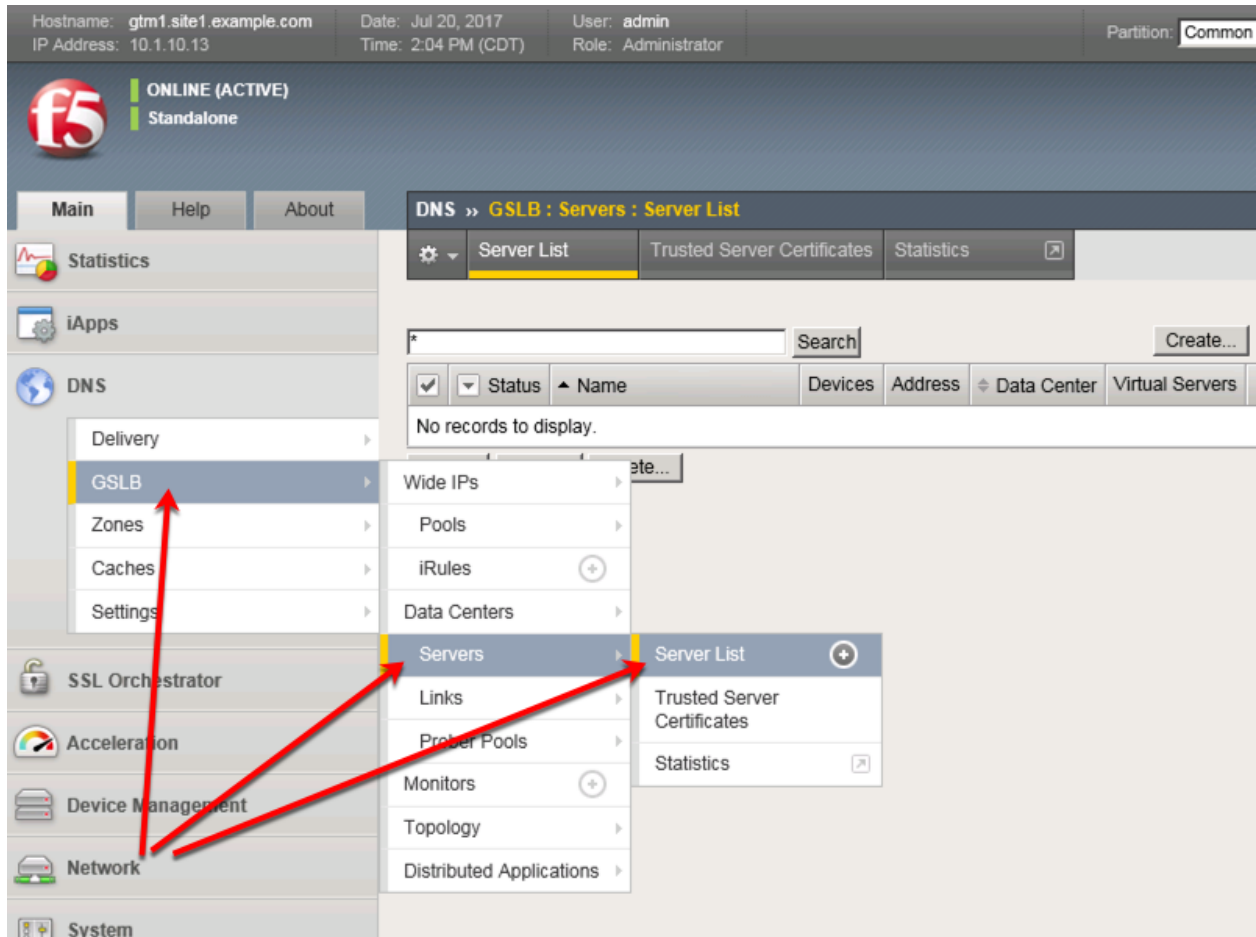 Hostname: gtm1.site1.example.com Date: Jul 20, 2017 User: admin Partition: Common
IP Address: 10.1.10.13 Time: 2:04 PM (CDT) Role: Administrator
f5
ONLINE (ACTIVE)
Standalone
Main Help About
DNS ›› GSLB : Servers : Server List
Server List Trusted Server Certificates Statistics
Statistics
iApps
DNS
Delivery
GSLB
Zones
Caches
Settings
SSL Orchestrator
Acceleration
Device Management
Network
System
* Search Create...
Status Name Devices Address Data Center Virtual Servers
No records to display.
ete...
Wide IPs
Pools
iRules
Data Centers
Servers
Links
Prober Pools
Monitors
Topology
Distributed Applications
Server List
Trusted Server
Certificates
Statistics